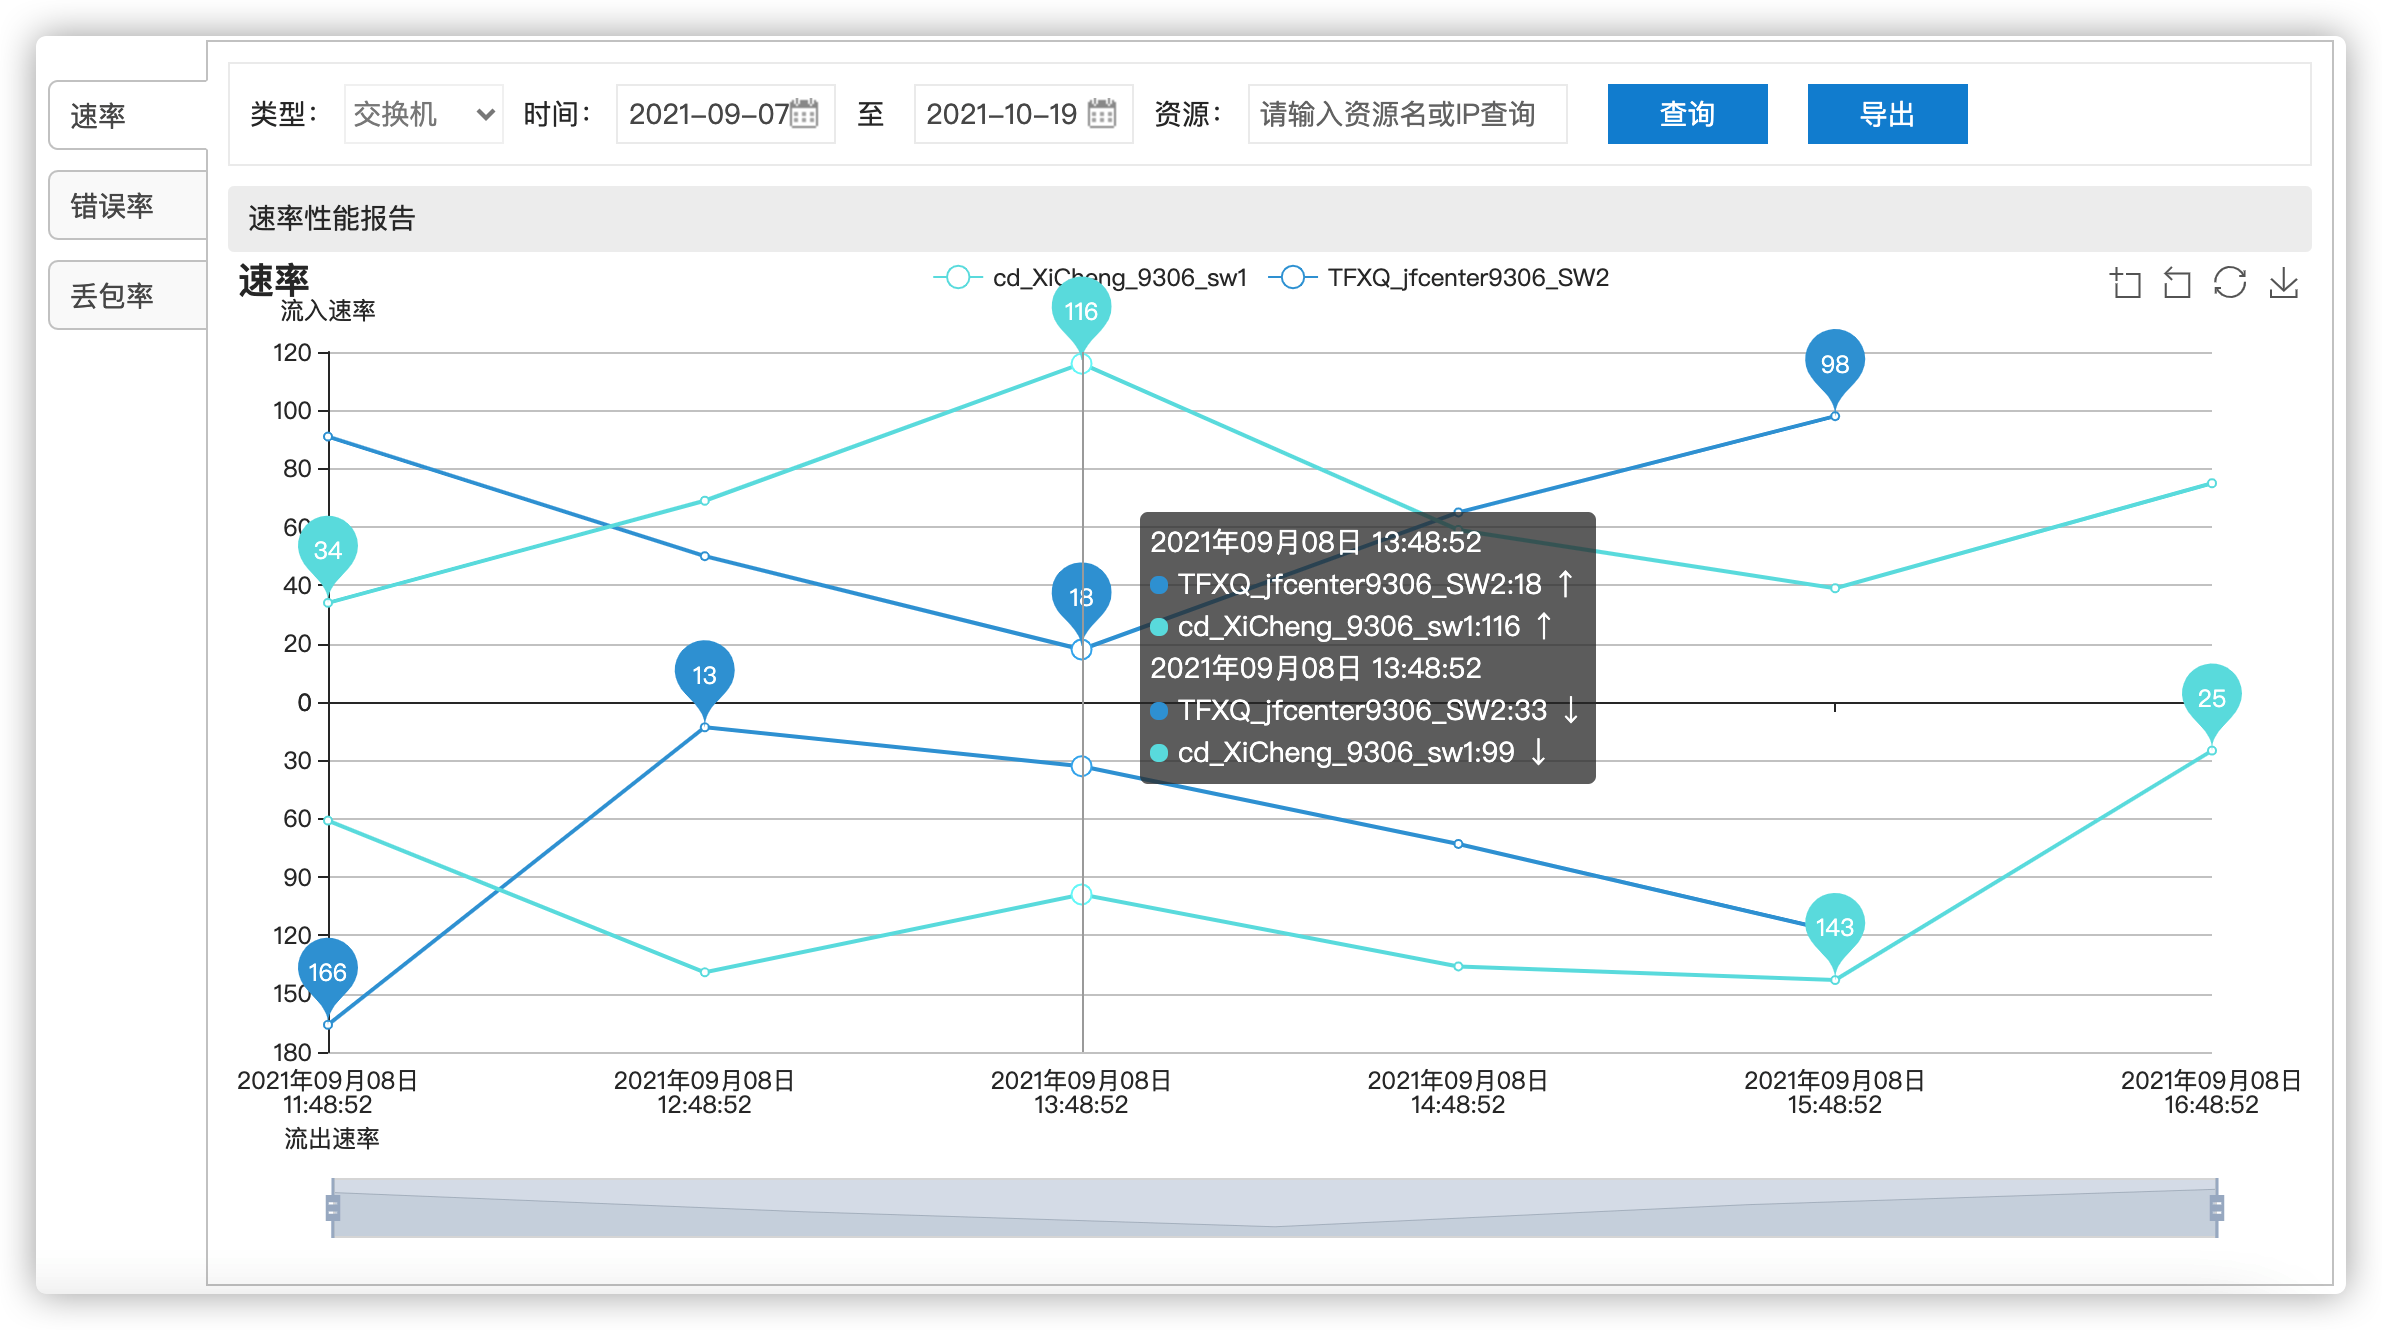 速率
错误率
丢包率
类型： 交换机 时间： 2021-09-07 至 2021-10-19 资源： 请输入资源名或IP查询 查询 导出
速率性能报告
速率
cd_XiCheng_9306_sw1 TFXQ_jfcenter9306_SW2
流入速率
116
98
120
100
80
60
34
40
18
20
13
0
25
30
60
90
120
143
166
150
180
2021年09月08日 13:48:52
TFXQ_jfcenter9306_SW2:18 ↑
cd_XiCheng_9306_sw1:116 ↑
2021年09月08日 13:48:52
TFXQ_jfcenter9306_SW2:33 ↓
cd_XiCheng_9306_sw1:99 ↓
2021年09月08日 2021年09月08日 2021年09月08日 2021年09月08日 2021年09月08日 2021年09月08日
11:48:52 12:48:52 13:48:52 14:48:52 15:48:52 16:48:52
流出速率